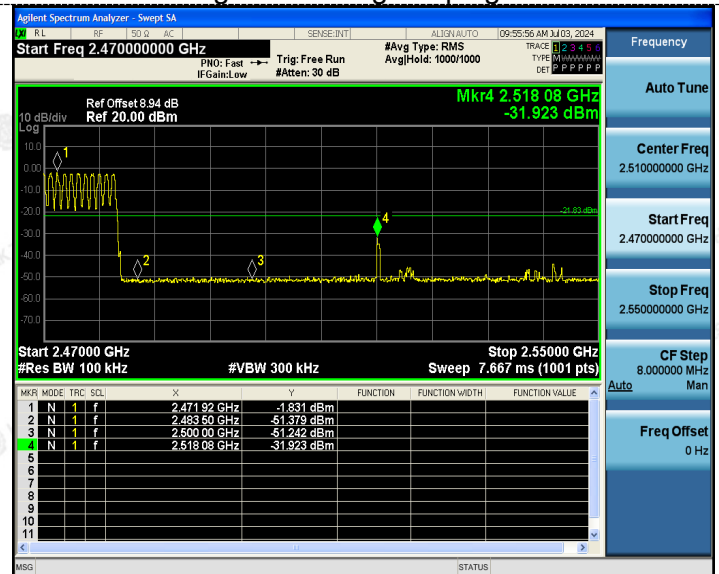 Agilent Spectrum Analyzer - Swept SA
RL RF 50 Ω AC SENSE:INT ALIGN AUTO 09:55:56 AM Jul 03, 2024
Start Freq 2.470000000 GHz
PNO: Fast
IFGain:Low
Trig: Free Run
#Atten: 30 dB
#Avg Type: RMS
Avg|Hold: 1000/1000
TRACE 1 2 3 4 5 6
TYPE M
DET P P P P P P
Ref Offset 8.94 dB
10 dB/div Ref 20.00 dBm
Log
Mkr4 2.518 08 GHz
-31.923 dBm
10.0
0.00
-10.0
-20.0
-30.0
-40.0
-50.0
-60.0
-70.0
1
2
3
4
-21.83 dBm
Start 2.47000 GHz Stop 2.55000 GHz
#Res BW 100 kHz #VBW 300 kHz Sweep 7.667 ms (1001 pts)
MKR MODE TRC SCL X Y FUNCTION FUNCTION WIDTH FUNCTION VALUE
1 N 1 f 2.471 92 GHz -1.831 dBm
2 N 1 f 2.483 50 GHz -51.379 dBm
3 N 1 f 2.500 00 GHz -51.242 dBm
4 N 1 f 2.518 08 GHz -31.923 dBm
5
6
7
8
9
10
11
MSG STATUS
Frequency
Auto Tune
Center Freq
2.510000000 GHz
Start Freq
2.470000000 GHz
Stop Freq
2.550000000 GHz
CF Step
8.000000 MHz
Auto Man
Freq Offset
0 Hz